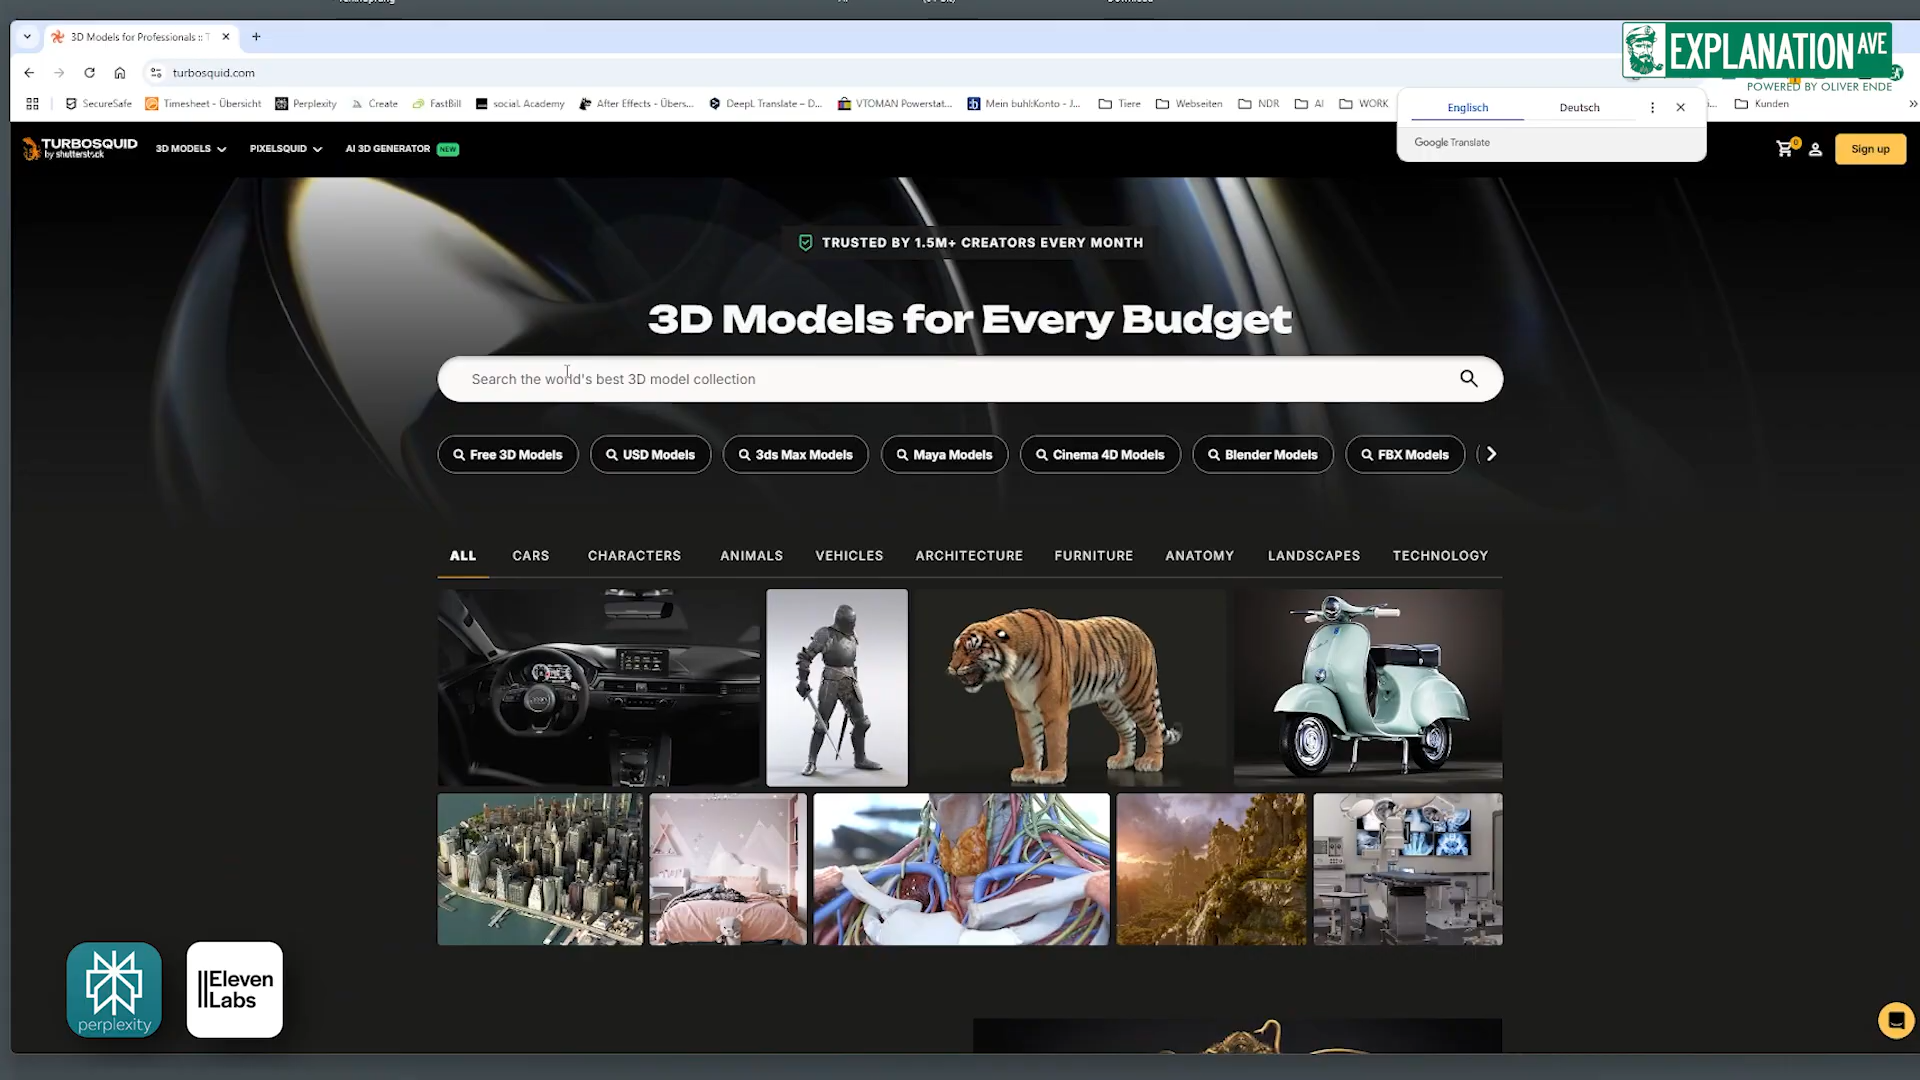 3D Models for Professionals :: T
EXPLANATION AVE
POWERED BY OLIVER ENDE
turbosquid.com
SecureSafe
Timesheet - Übersicht
Perplexity
Create
FastBill
social. Academy
After Effects - Übers...
DeepL Translate – D...
VTOMAN Powerstat...
Mein buhl:Konto - J...
Tiere
Webseiten
NDR
AI
WORK
Kunden
Englisch
Deutsch
Google Translate
TURBOSQUID
by shutterstock
3D MODELS
PIXELSQUID
AI 3D GENERATOR
NEW
0
Sign up
TRUSTED BY 1.5M+ CREATORS EVERY MONTH
3D Models for Every Budget
Search the world's best 3D model collection
Free 3D Models
USD Models
3ds Max Models
Maya Models
Cinema 4D Models
Blender Models
FBX Models
ALL
CARS
CHARACTERS
ANIMALS
VEHICLES
ARCHITECTURE
FURNITURE
ANATOMY
LANDSCAPES
TECHNOLOGY
perplexity
IIElevenLabs